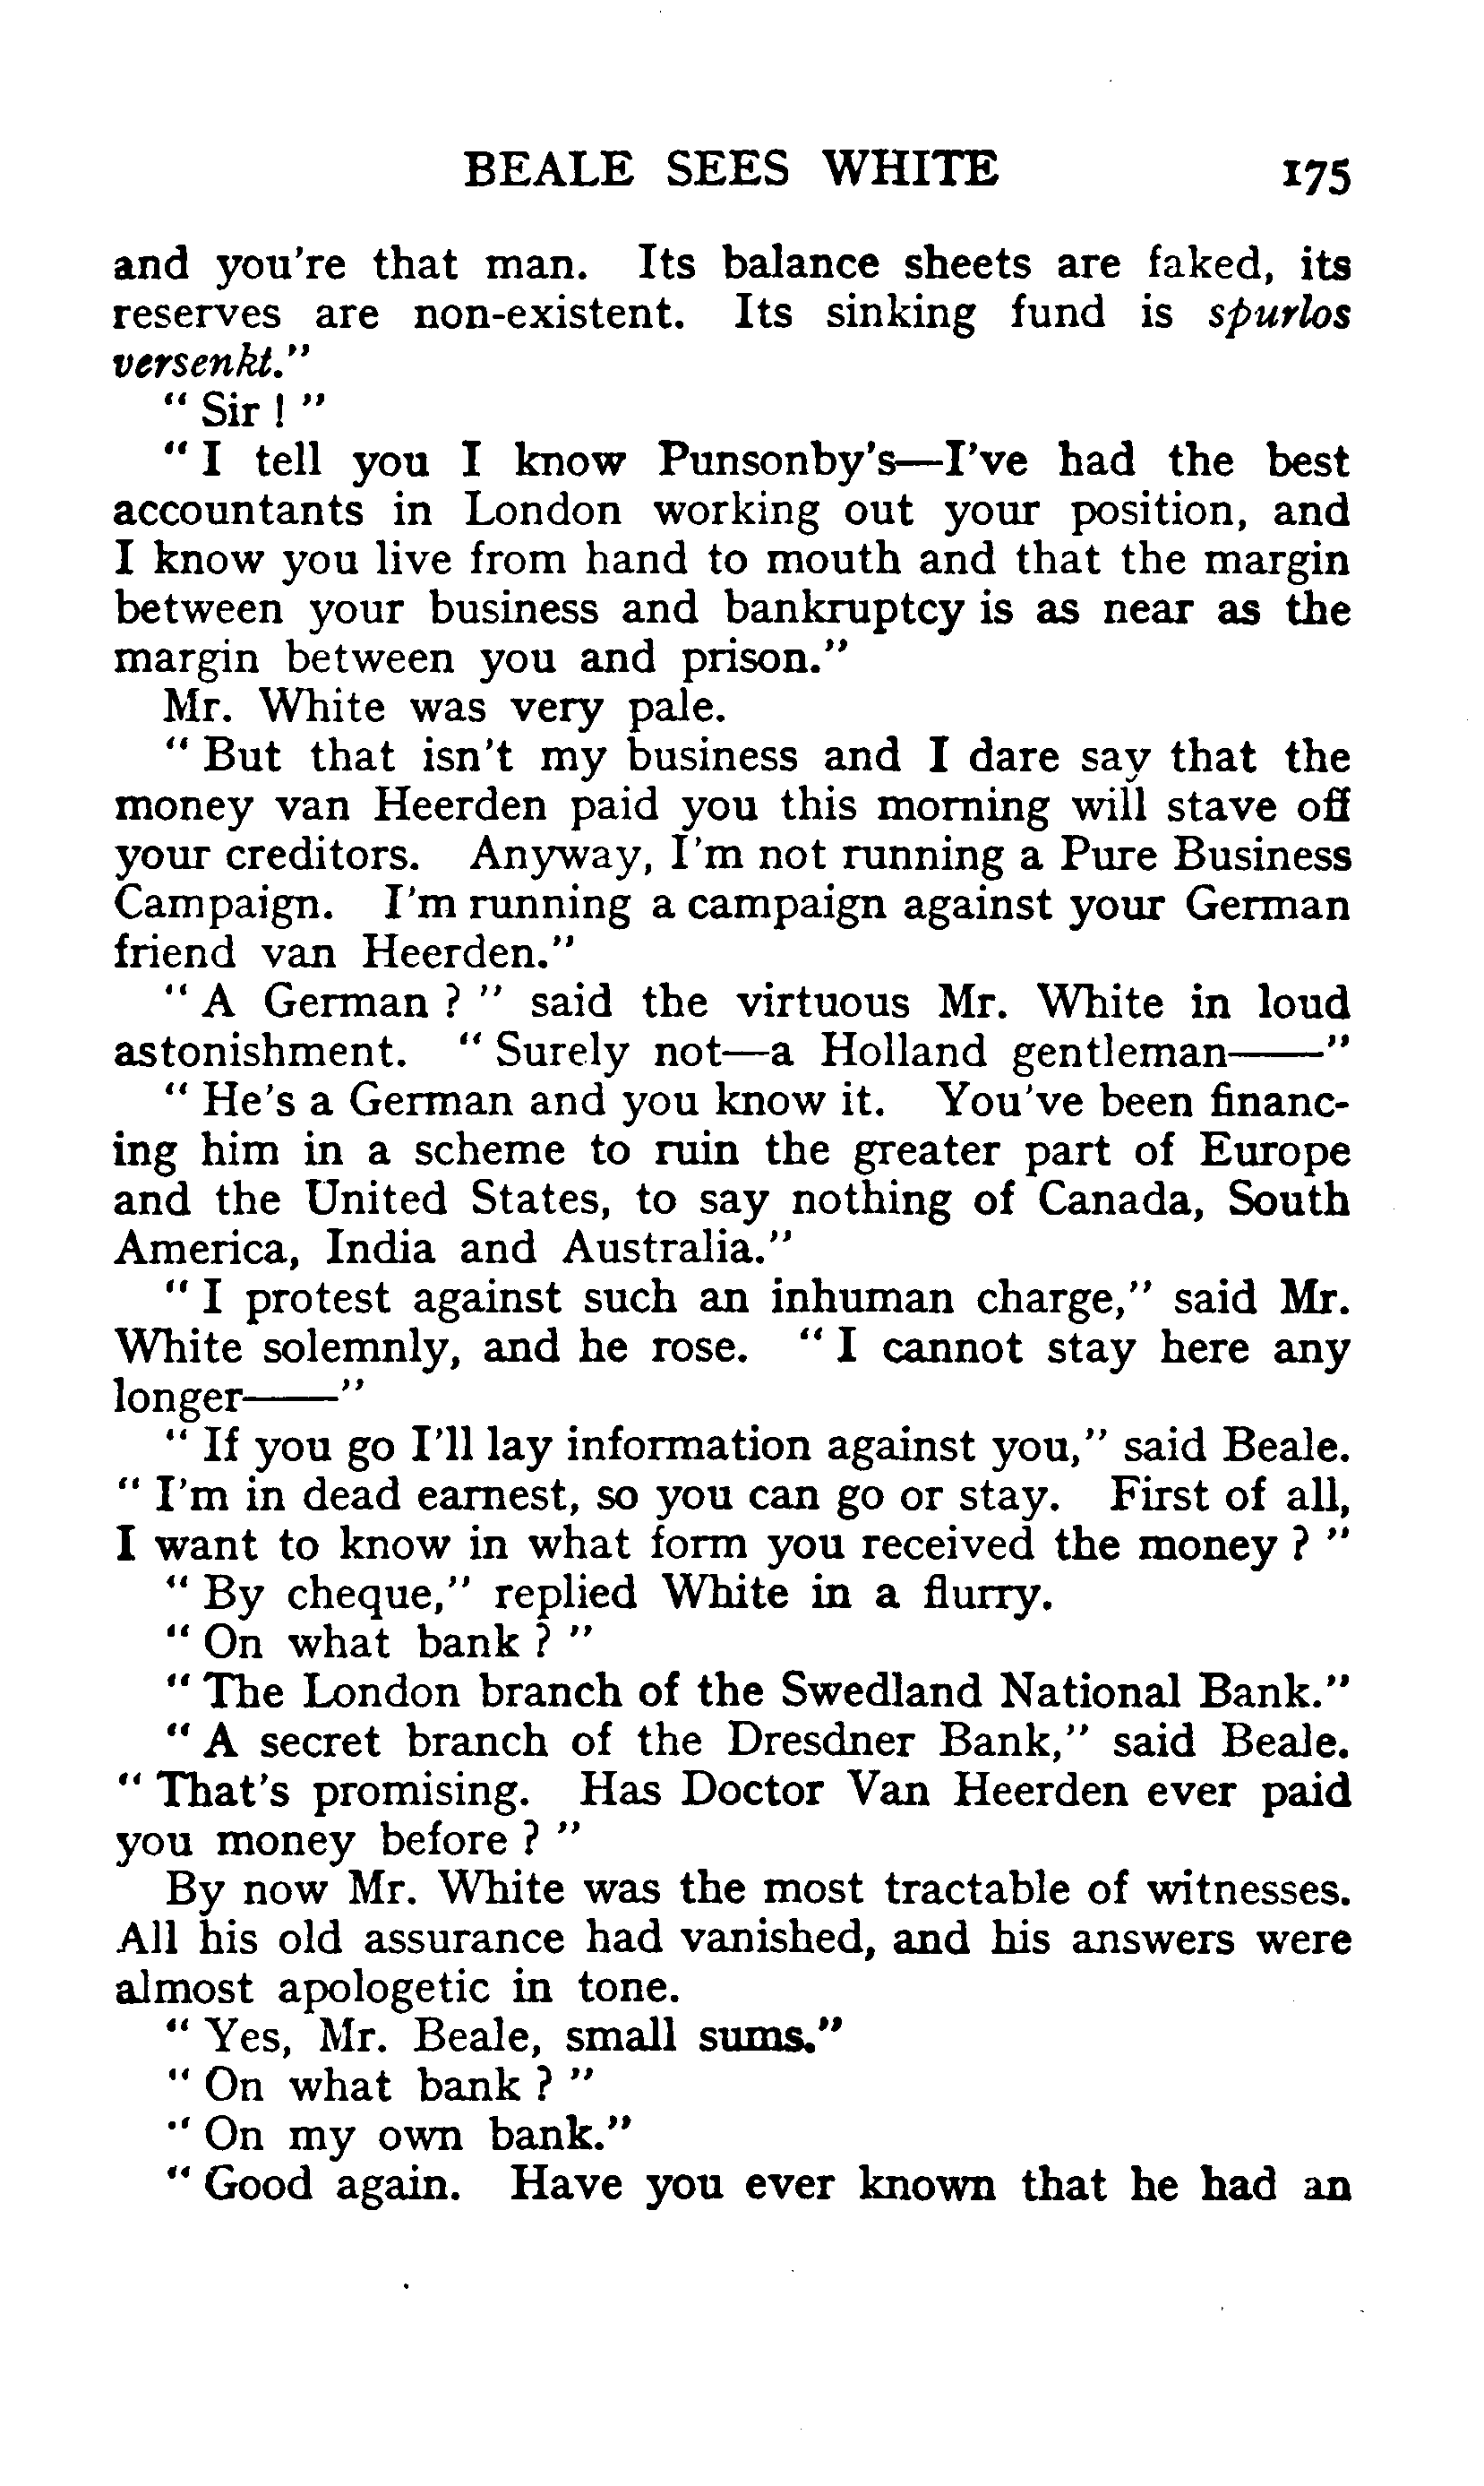 BEALE SEES WHITE 175
and you're that man. Its balance sheets are faked, its
reserves are non-existent. Its sinking fund is spurlos
versenkt."
" Sir ! "
" I tell you I know Punsonby's—I've had the best
accountants in London working out your position, and
I know you live from hand to mouth and that the margin
between your business and bankruptcy is as near as the
margin between you and prison."
Mr. White was very pale.
" But that isn't my business and I dare say that the
money van Heerden paid you this morning will stave off
your creditors. Anyway, I'm not running a Pure Business
Campaign. I'm running a campaign against your German
friend van Heerden."
" A German ? " said the virtuous Mr. White in loud
astonishment. " Surely not—a Holland gentleman——"
" He's a German and you know it. You've been financ-
ing him in a scheme to ruin the greater part of Europe
and the United States, to say nothing of Canada, South
America, India and Australia."
" I protest against such an inhuman charge," said Mr.
White solemnly, and he rose. " I cannot stay here any
longer——"
" If you go I'll lay information against you," said Beale.
" I'm in dead earnest, so you can go or stay. First of all,
I want to know in what form you received the money ? "
" By cheque," replied White in a flurry.
" On what bank ? "
" The London branch of the Swedland National Bank."
" A secret branch of the Dresdner Bank," said Beale.
" That's promising. Has Doctor Van Heerden ever paid
you money before ? "
By now Mr. White was the most tractable of witnesses.
All his old assurance had vanished, and his answers were
almost apologetic in tone.
" Yes, Mr. Beale, small sums."
" On what bank ? "
" On my own bank."
" Good again. Have you ever known that he had an